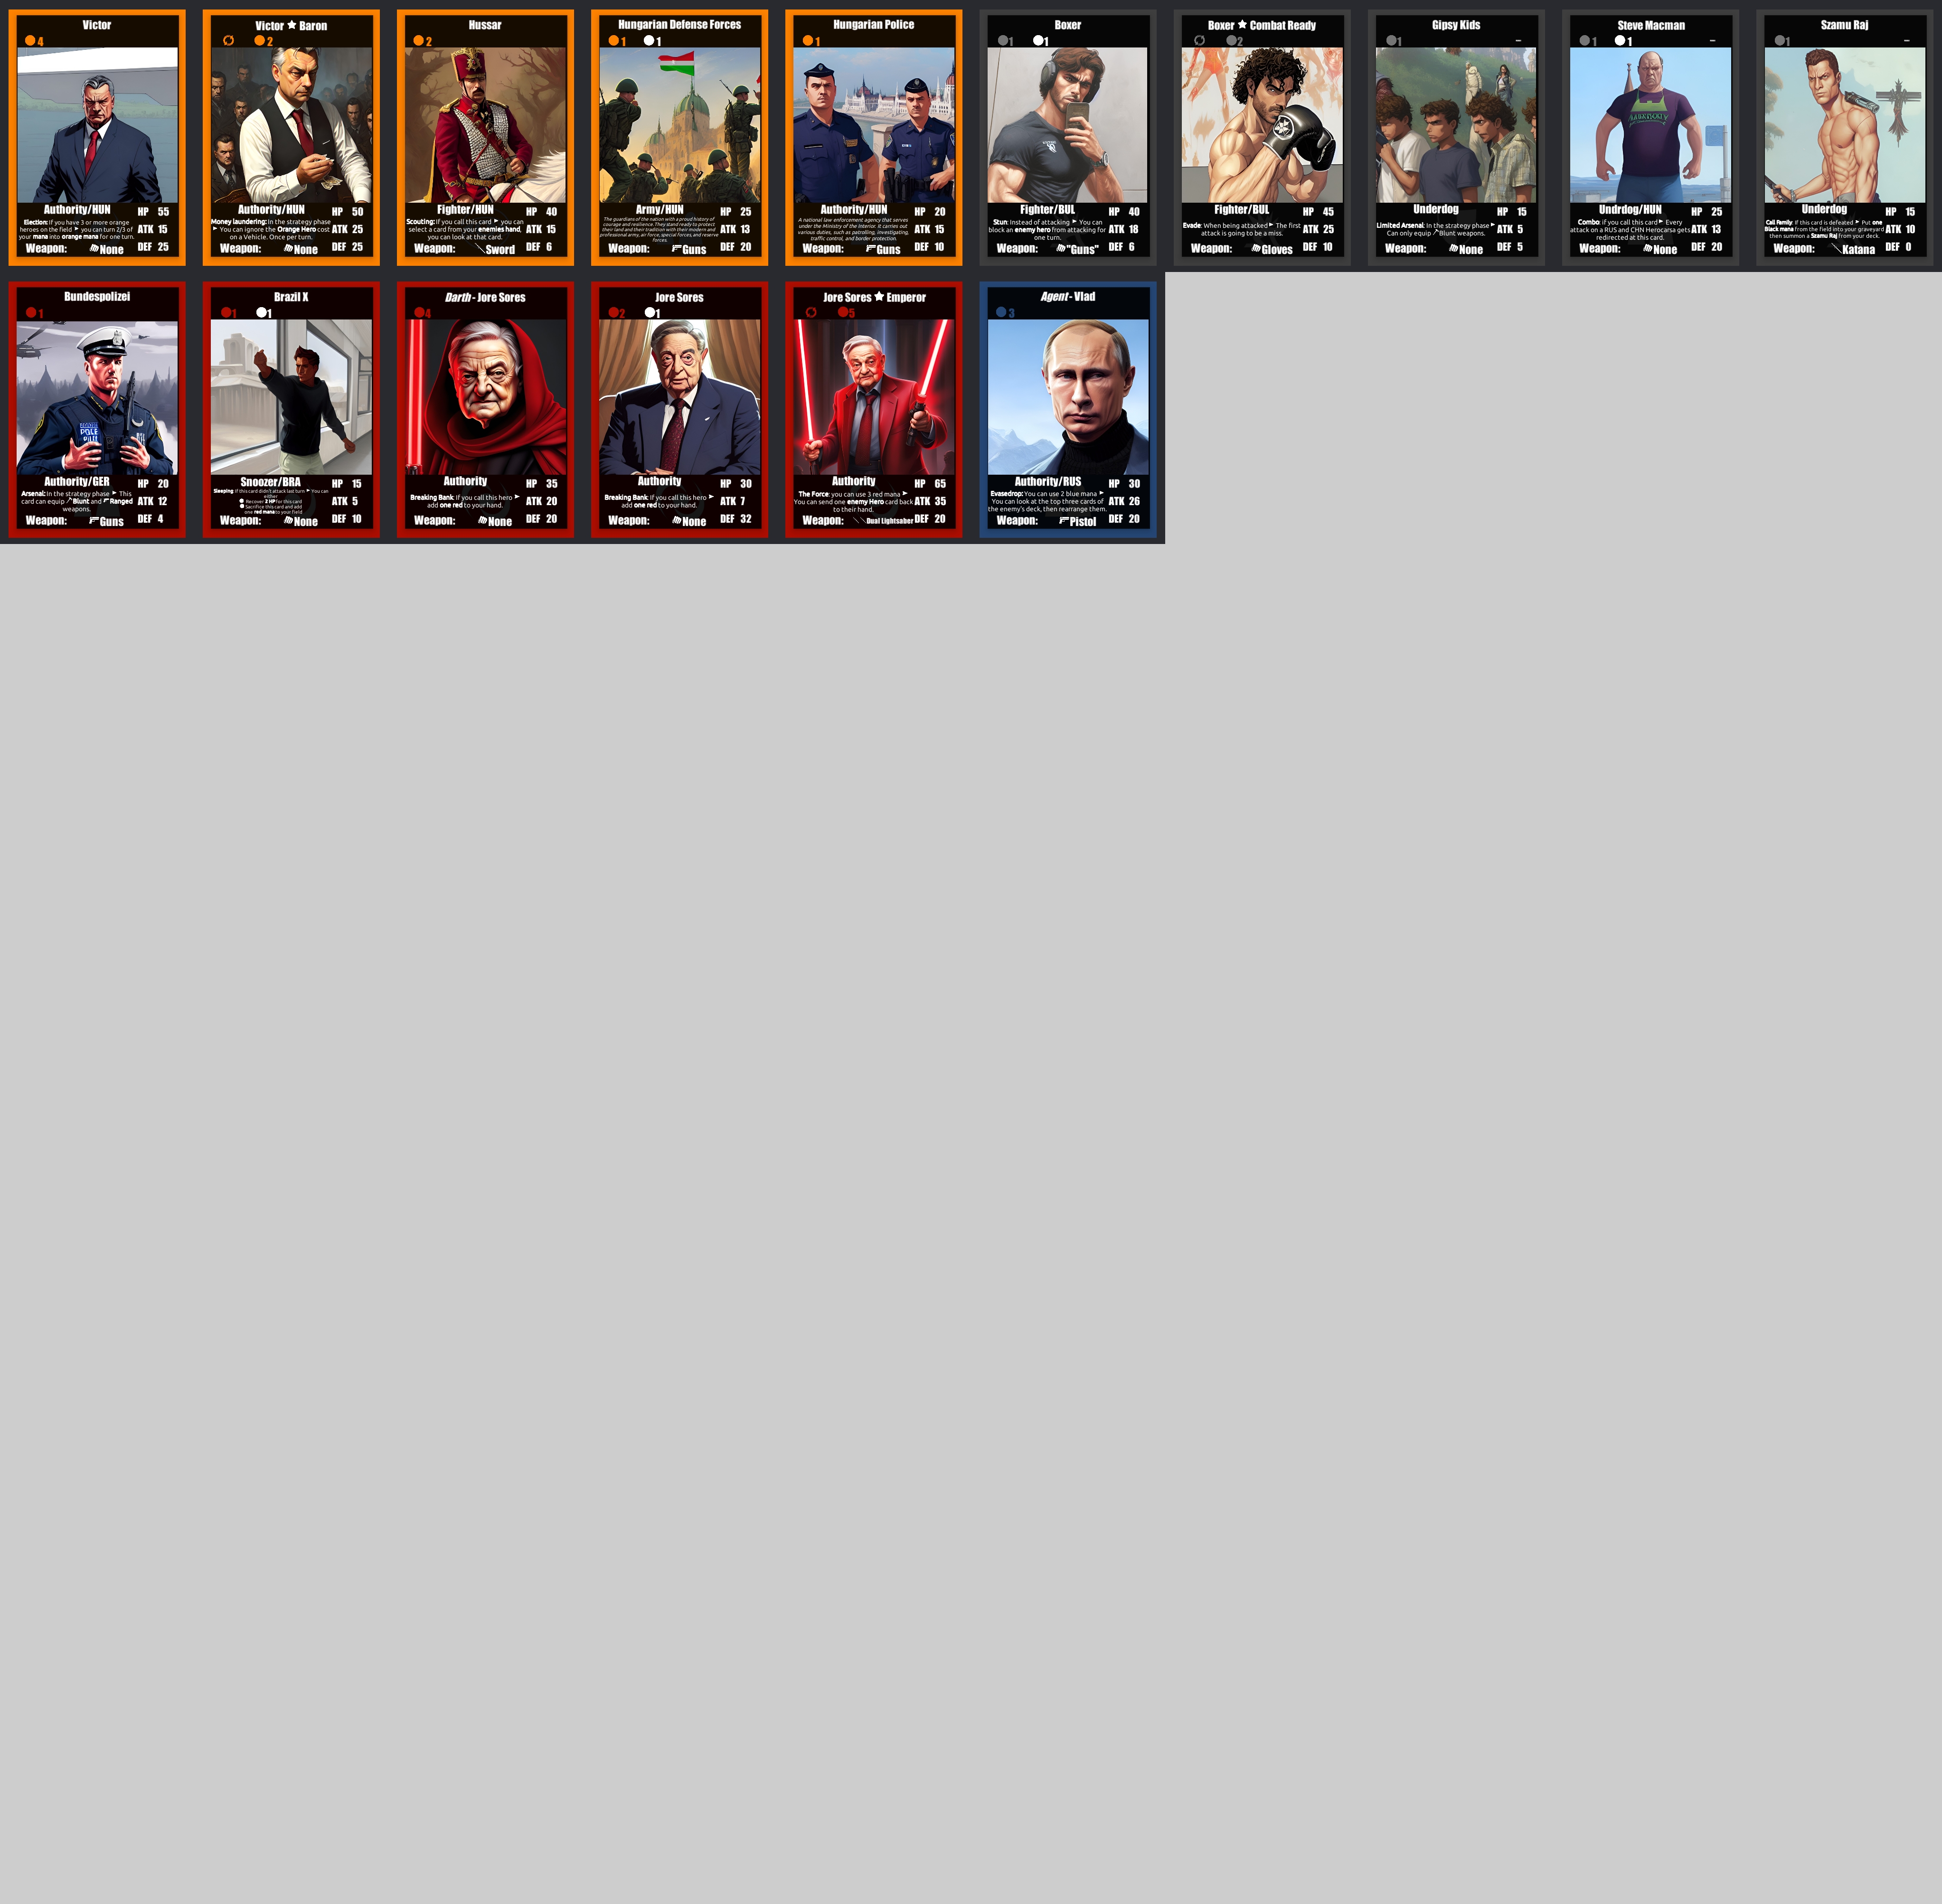 Victor
4
Authority/HUN
HP 55
Election: If you have 3 or more orange
heroes on the field ► you can turn 2/3 of
your mana into orange mana for one turn.
ATK 15
Weapon: None
DEF 25
Victor ★ Baron
2
Authority/HUN
HP 50
Money laundering: In the strategy phase
► You can ignore the Orange Hero cost
on a Vehicle. Once per turn.
ATK 25
Weapon: None
DEF 25
Hussar
2
Fighter/HUN
HP 40
Scouting: If you call this card ► you can
select a card from your enemies hand,
you can look at that card.
ATK 15
Weapon: Sword
DEF 6
Hungarian Defense Forces
1 1
Army/HUN
HP 25
The guardians of the nation with a proud history of
courage and resilience. They stand ready to protect
their land and their tradition with their modern and
professional army, air force, special forces, and reserve
forces.
ATK 13
Weapon: Guns
DEF 20
Hungarian Police
1
Authority/HUN
HP 20
A national law enforcement agency that serves
under the Ministry of the Interior. It carries out
various duties, such as patrolling, investigating,
traffic control, and border protection.
ATK 15
Weapon: Guns
DEF 10
Boxer
1 1
Fighter/BUL
HP 40
Stun: Instead of attacking ► You can
block an enemy hero from attacking for
one turn.
ATK 18
Weapon: "Guns"
DEF 6
Boxer ★ Combat Ready
2
Fighter/BUL
HP 45
Evade: When being attacked ► The first
attack is going to be a miss.
ATK 25
Weapon: Gloves
DEF 10
Gipsy Kids
1 –
Underdog
HP 15
Limited Arsenal: In the strategy phase ►
Can only equip Blunt weapons.
ATK 5
Weapon: None
DEF 5
Steve Macman
1 1 –
Undrdog/HUN
HP 25
Combo: if you call this card ► Every
attack on a RUS and CHN Herocarsa gets
redirected at this card.
ATK 13
Weapon: None
DEF 20
Szamu Raj
1 –
Underdog
HP 15
Call Family: If this card is defeated ► Put one
Black mana from the field into your graveyard
then summon a Szamu Raj from your deck.
ATK 10
Weapon: Katana
DEF 0
Bundespolizei
1
Authority/GER
HP 20
Arsenal: In the strategy phase ► This
card can equip Blunt and Ranged
weapons.
ATK 12
Weapon: Guns
DEF 4
Brazil X
1 1
Snoozer/BRA
HP 15
Sleeping: If this card didn't attack last turn ► You can
either
Recover 2 HP for this card
Sacrifice this card and add
one red mana to your field
ATK 5
Weapon: None
DEF 10
Darth - Jore Sores
4
Authority
HP 35
Breaking Bank: If you call this hero ►
add one red to your hand.
ATK 20
Weapon: None
DEF 20
Jore Sores
2 1
Authority
HP 30
Breaking Bank: If you call this hero ►
add one red to your hand.
ATK 7
Weapon: None
DEF 32
Jore Sores ★ Emperor
5
Authority
HP 65
The Force: you can use 3 red mana ►
You can send one enemy Hero card back
to their hand.
ATK 35
Weapon: Dual Lightsaber
DEF 20
Agent - Vlad
3
Authority/RUS
HP 30
Evasedrop: You can use 2 blue mana ►
You can look at the top three cards of
the enemy's deck, then rearrange them.
ATK 26
Weapon: Pistol
DEF 20